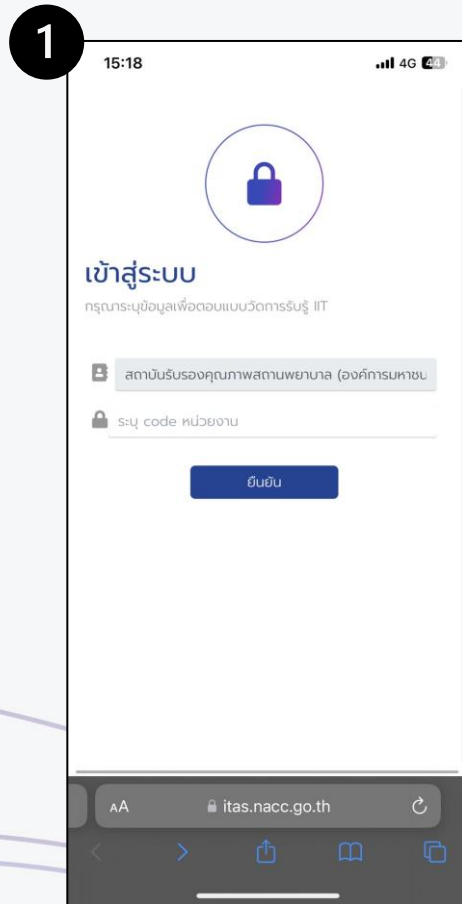 1
15:18
4G 44
เข้าสู่ระบบ
กรุณาระบุข้อมูลเพื่อตอบแบบวัดการรับรู้ IIT
สถาบันรับรองคุณภาพสถานพยาบาล (องค์การมหาชน
ระบุ code หน่วยงาน
ยืนยัน
AA itas.nacc.go.th